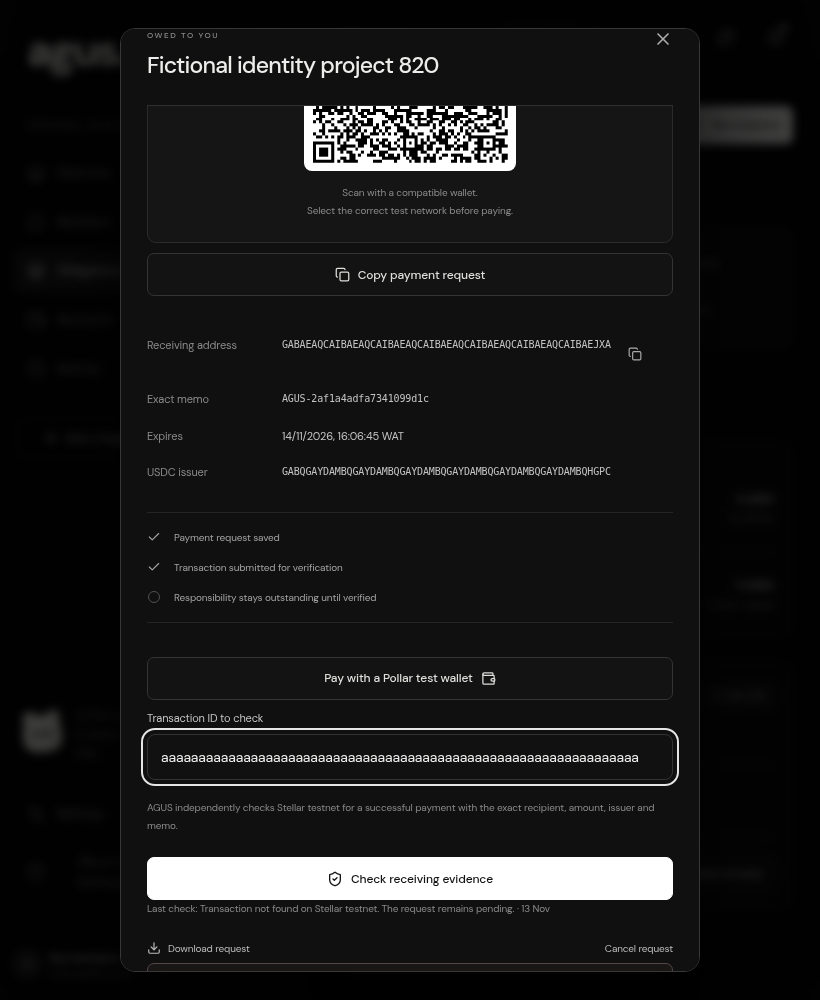 OWED TO YOU
Fictional identity project 820
Scan with a compatible wallet.
Select the correct test network before paying.
Copy payment request
Receiving address GABAEAQCAIBAEAQCAIBAEAQCAIBAEAQCAIBAEAQCAIBAEAQCAIBAEJXA
Exact memo AGUS-2af1a4adfa7341099d1c
Expires 14/11/2026, 16:06:45 WAT
USDC issuer GABQGAYDAMBQGAYDAMBQGAYDAMBQGAYDAMBQGAYDAMBQGAYDAMBQHGPC
Payment request saved
Transaction submitted for verification
Responsibility stays outstanding until verified
Pay with a Pollar test wallet
Transaction ID to check
aaaaaaaaaaaaaaaaaaaaaaaaaaaaaaaaaaaaaaaaaaaaaaaaaaaaaaaaaaaaaaaa
AGUS independently checks Stellar testnet for a successful payment with the exact recipient, amount, issuer and
memo.
Check receiving evidence
Last check: Transaction not found on Stellar testnet. The request remains pending. · 13 Nov
Download request Cancel request
agus